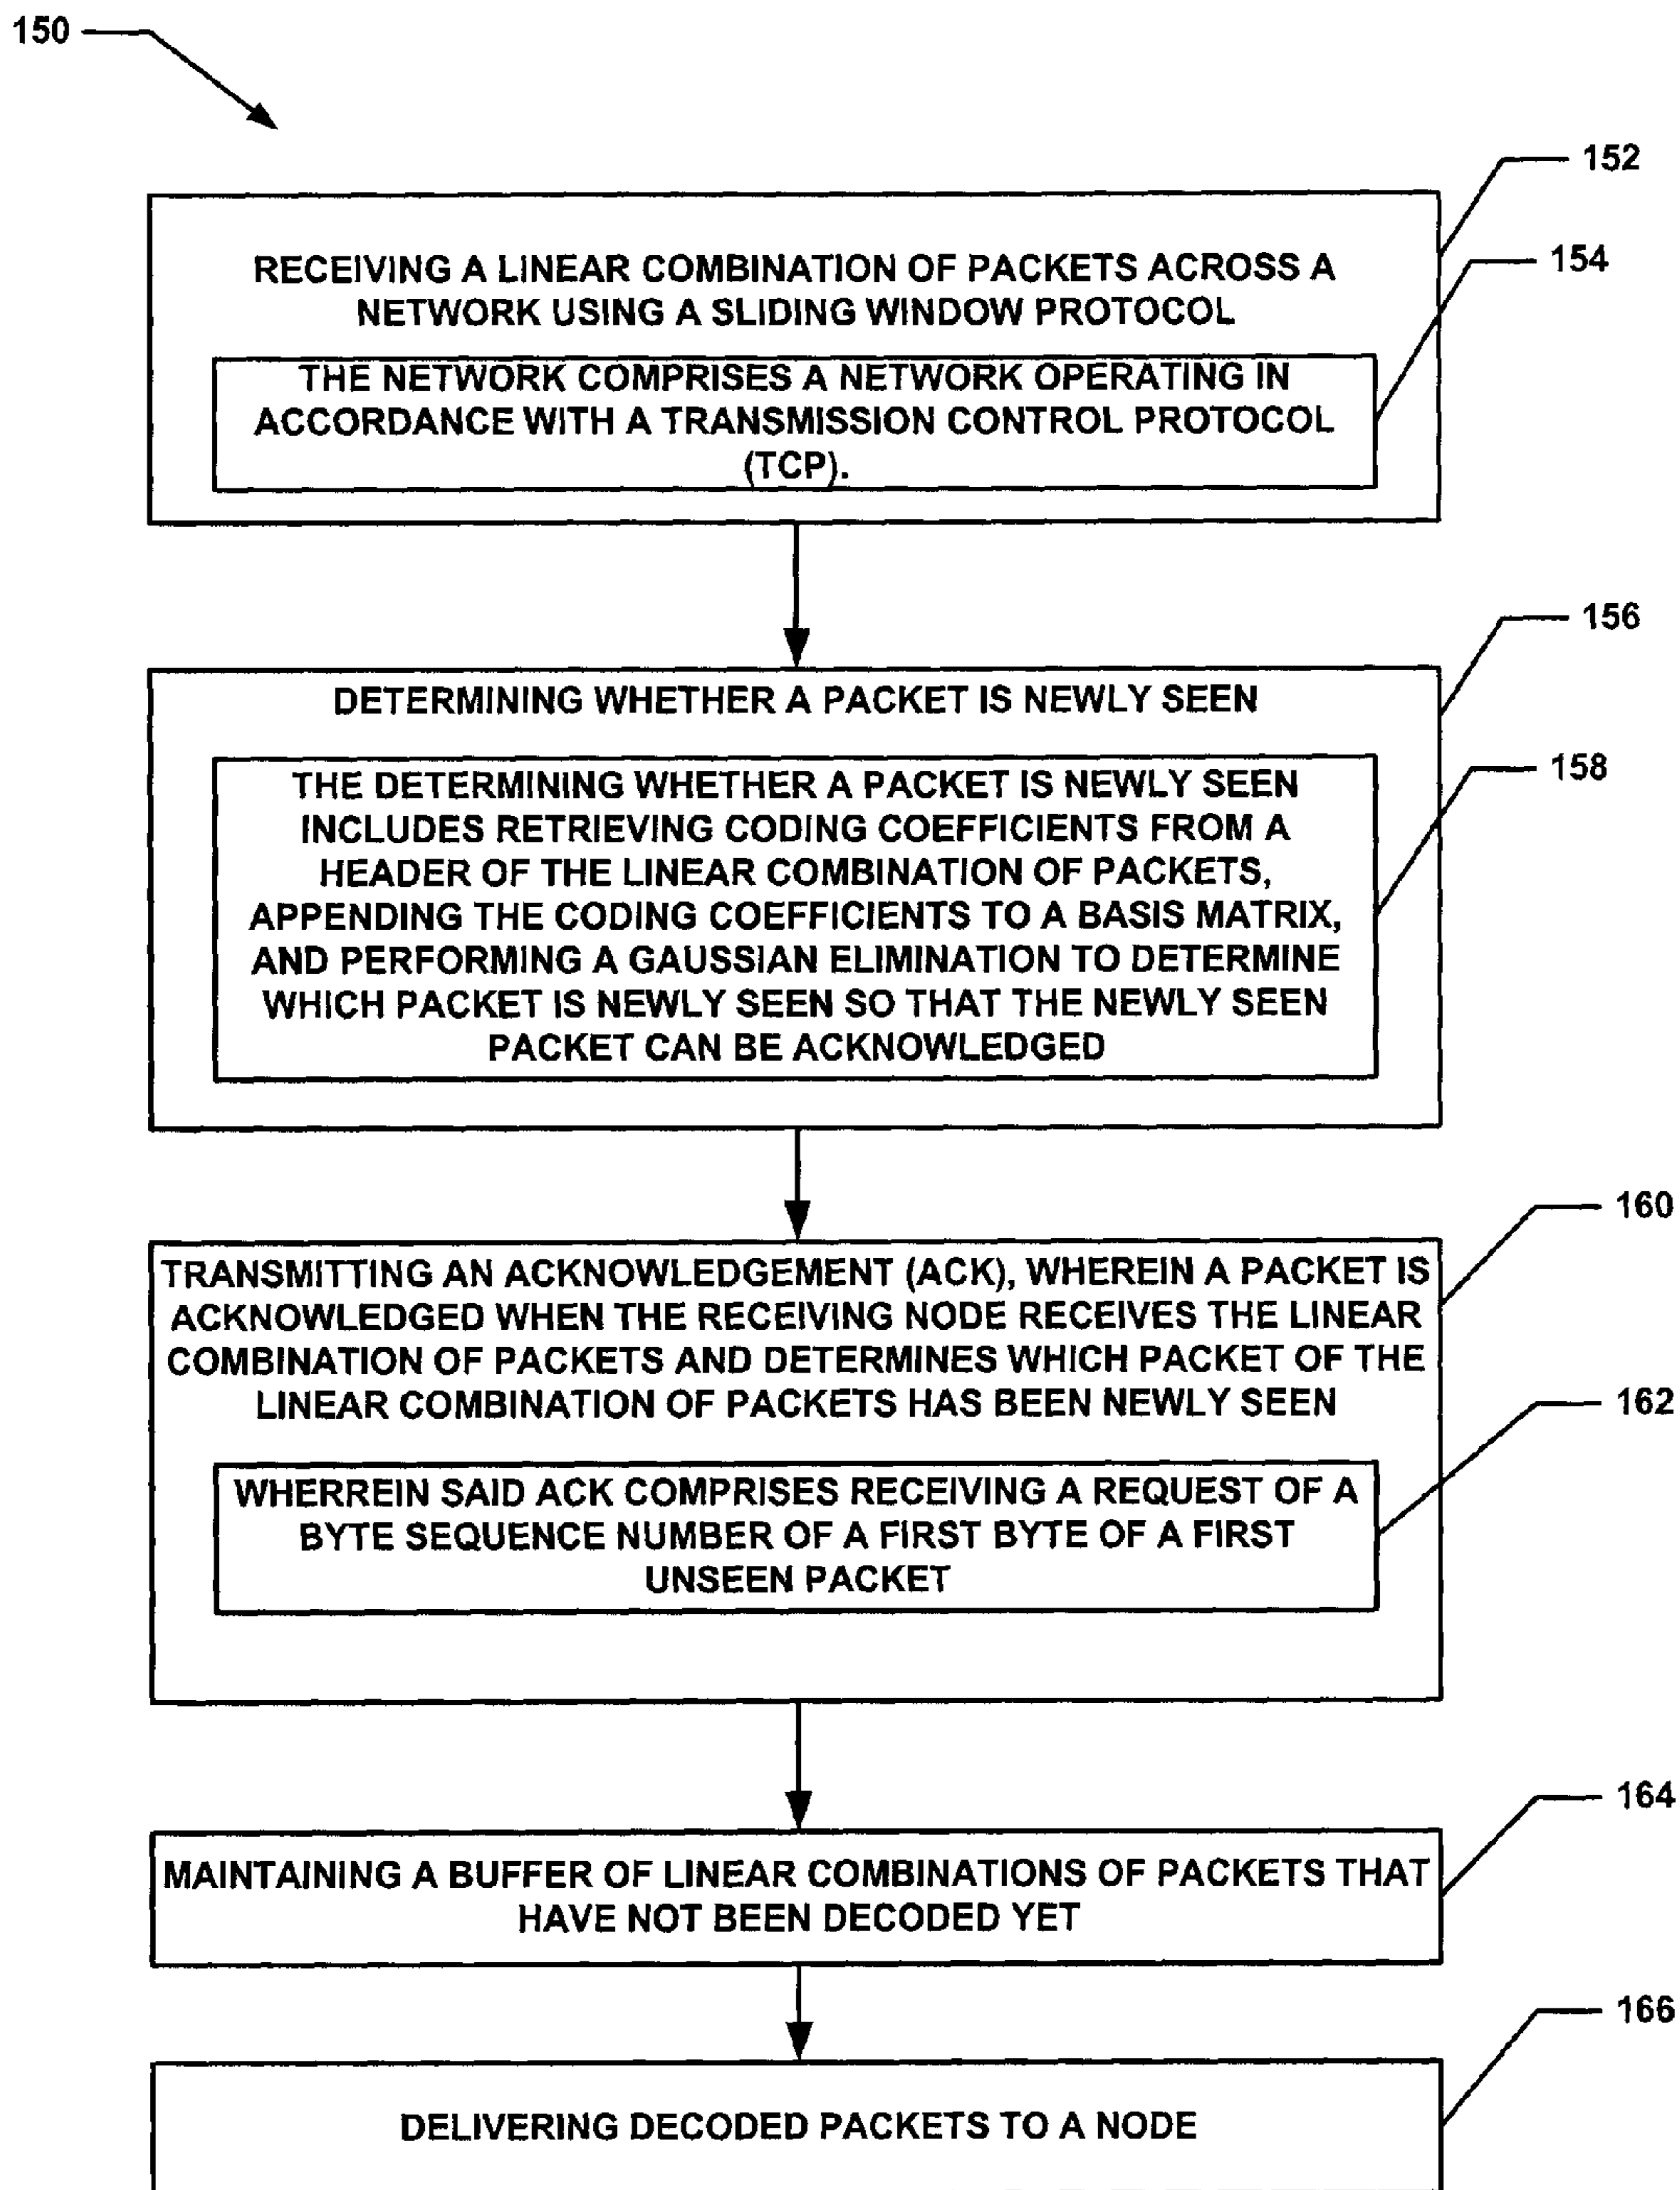 150
152
RECEIVING A LINEAR COMBINATION OF PACKETS ACROSS A
NETWORK USING A SLIDING WINDOW PROTOCOL
154
THE NETWORK COMPRISES A NETWORK OPERATING IN
ACCORDANCE WITH A TRANSMISSION CONTROL PROTOCOL
(TCP).
156
DETERMINING WHETHER A PACKET IS NEWLY SEEN
158
THE DETERMINING WHETHER A PACKET IS NEWLY SEEN
INCLUDES RETRIEVING CODING COEFFICIENTS FROM A
HEADER OF THE LINEAR COMBINATION OF PACKETS,
APPENDING THE CODING COEFFICIENTS TO A BASIS MATRIX,
AND PERFORMING A GAUSSIAN ELIMINATION TO DETERMINE
WHICH PACKET IS NEWLY SEEN SO THAT THE NEWLY SEEN
PACKET CAN BE ACKNOWLEDGED
160
TRANSMITTING AN ACKNOWLEDGEMENT (ACK), WHEREIN A PACKET IS
ACKNOWLEDGED WHEN THE RECEIVING NODE RECEIVES THE LINEAR
COMBINATION OF PACKETS AND DETERMINES WHICH PACKET OF THE
LINEAR COMBINATION OF PACKETS HAS BEEN NEWLY SEEN
162
WHERREIN SAID ACK COMPRISES RECEIVING A REQUEST OF A
BYTE SEQUENCE NUMBER OF A FIRST BYTE OF A FIRST
UNSEEN PACKET
164
MAINTAINING A BUFFER OF LINEAR COMBINATIONS OF PACKETS THAT
HAVE NOT BEEN DECODED YET
166
DELIVERING DECODED PACKETS TO A NODE